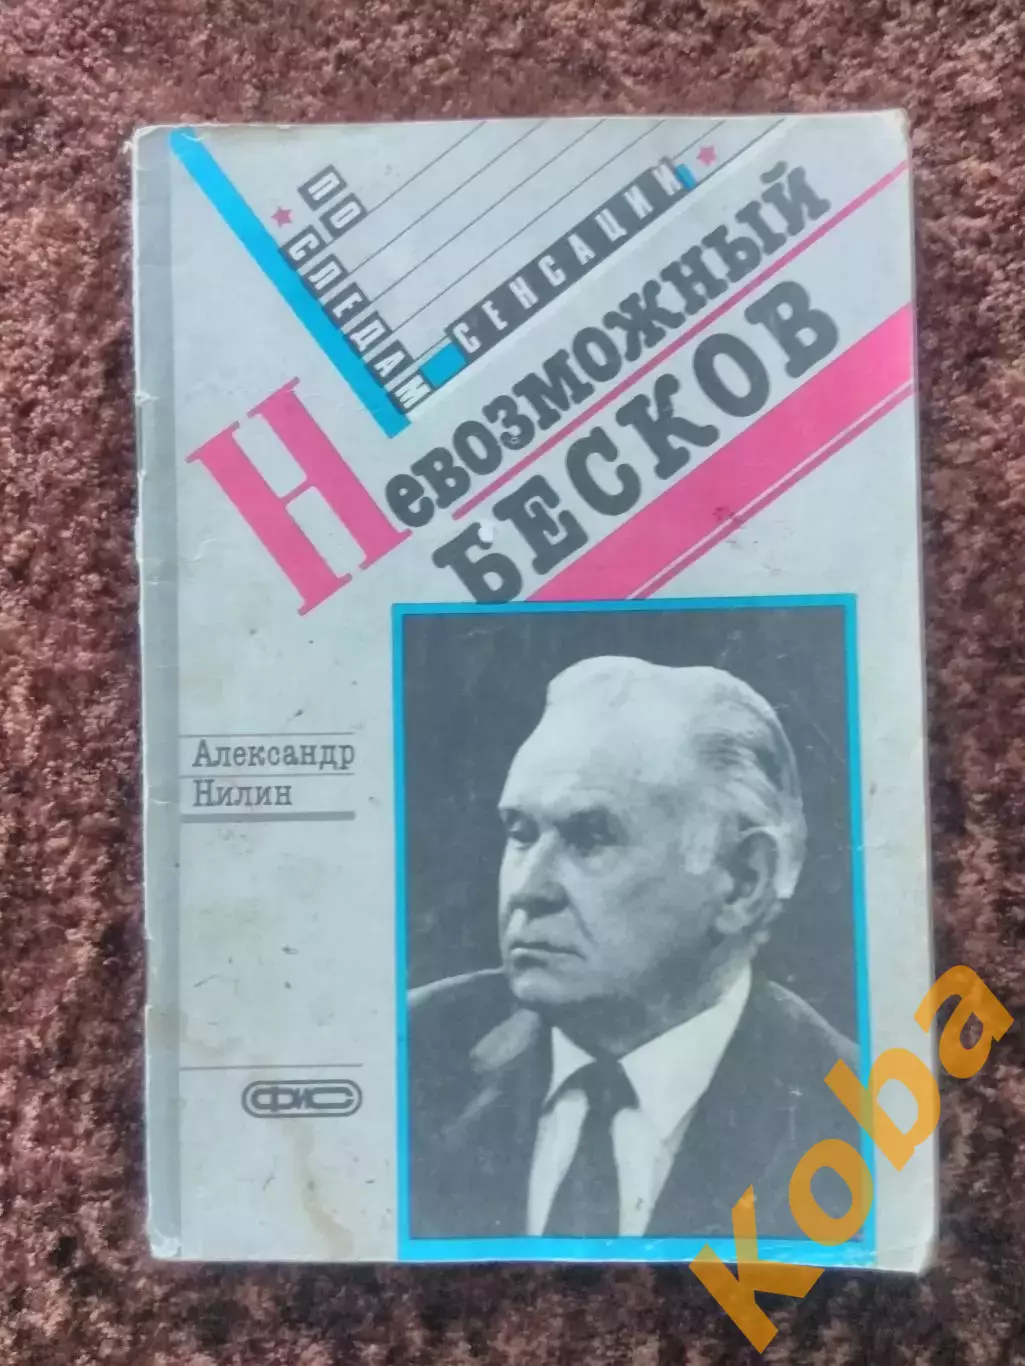 ПО
СЛЕДАМ
СЕНСАЦИИ
Невозможный
БЕСКОВ
Александр
Нилин
ФИС
Koba